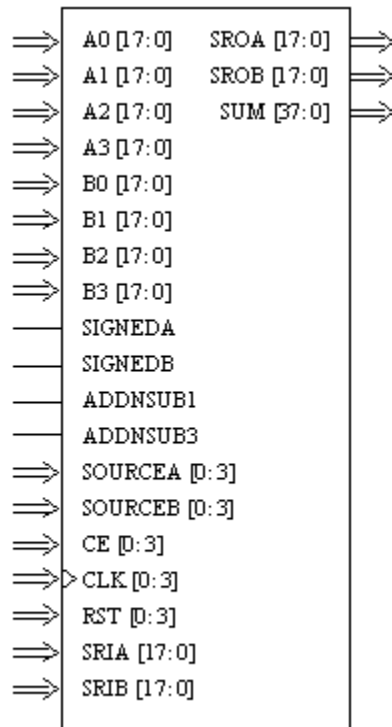 A0 [17:0] SROA [17:0]
A1 [17:0] SROB [17:0]
A2 [17:0] SUM [37:0]
A3 [17:0]
B0 [17:0]
B1 [17:0]
B2 [17:0]
B3 [17:0]
SIGNEDA
SIGNEDB
ADDNSUB1
ADDNSUB3
SOURCEA [0:3]
SOURCEB [0:3]
CE [0:3]
CLK [0:3]
RST [0:3]
SRIA [17:0]
SRIB [17:0]